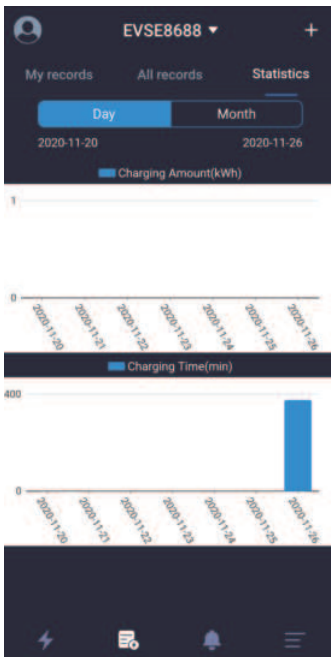 EVSE8688 ▼ +
My records All records Statistics
Day Month
2020-11-20 2020-11-26
Charging Amount(kWh)
1
0
2020-11-20 2020-11-21 2020-11-22 2020-11-23 2020-11-24 2020-11-25 2020-11-26
Charging Time(min)
400
0
2020-11-20 2020-11-21 2020-11-22 2020-11-23 2020-11-24 2020-11-25 2020-11-26